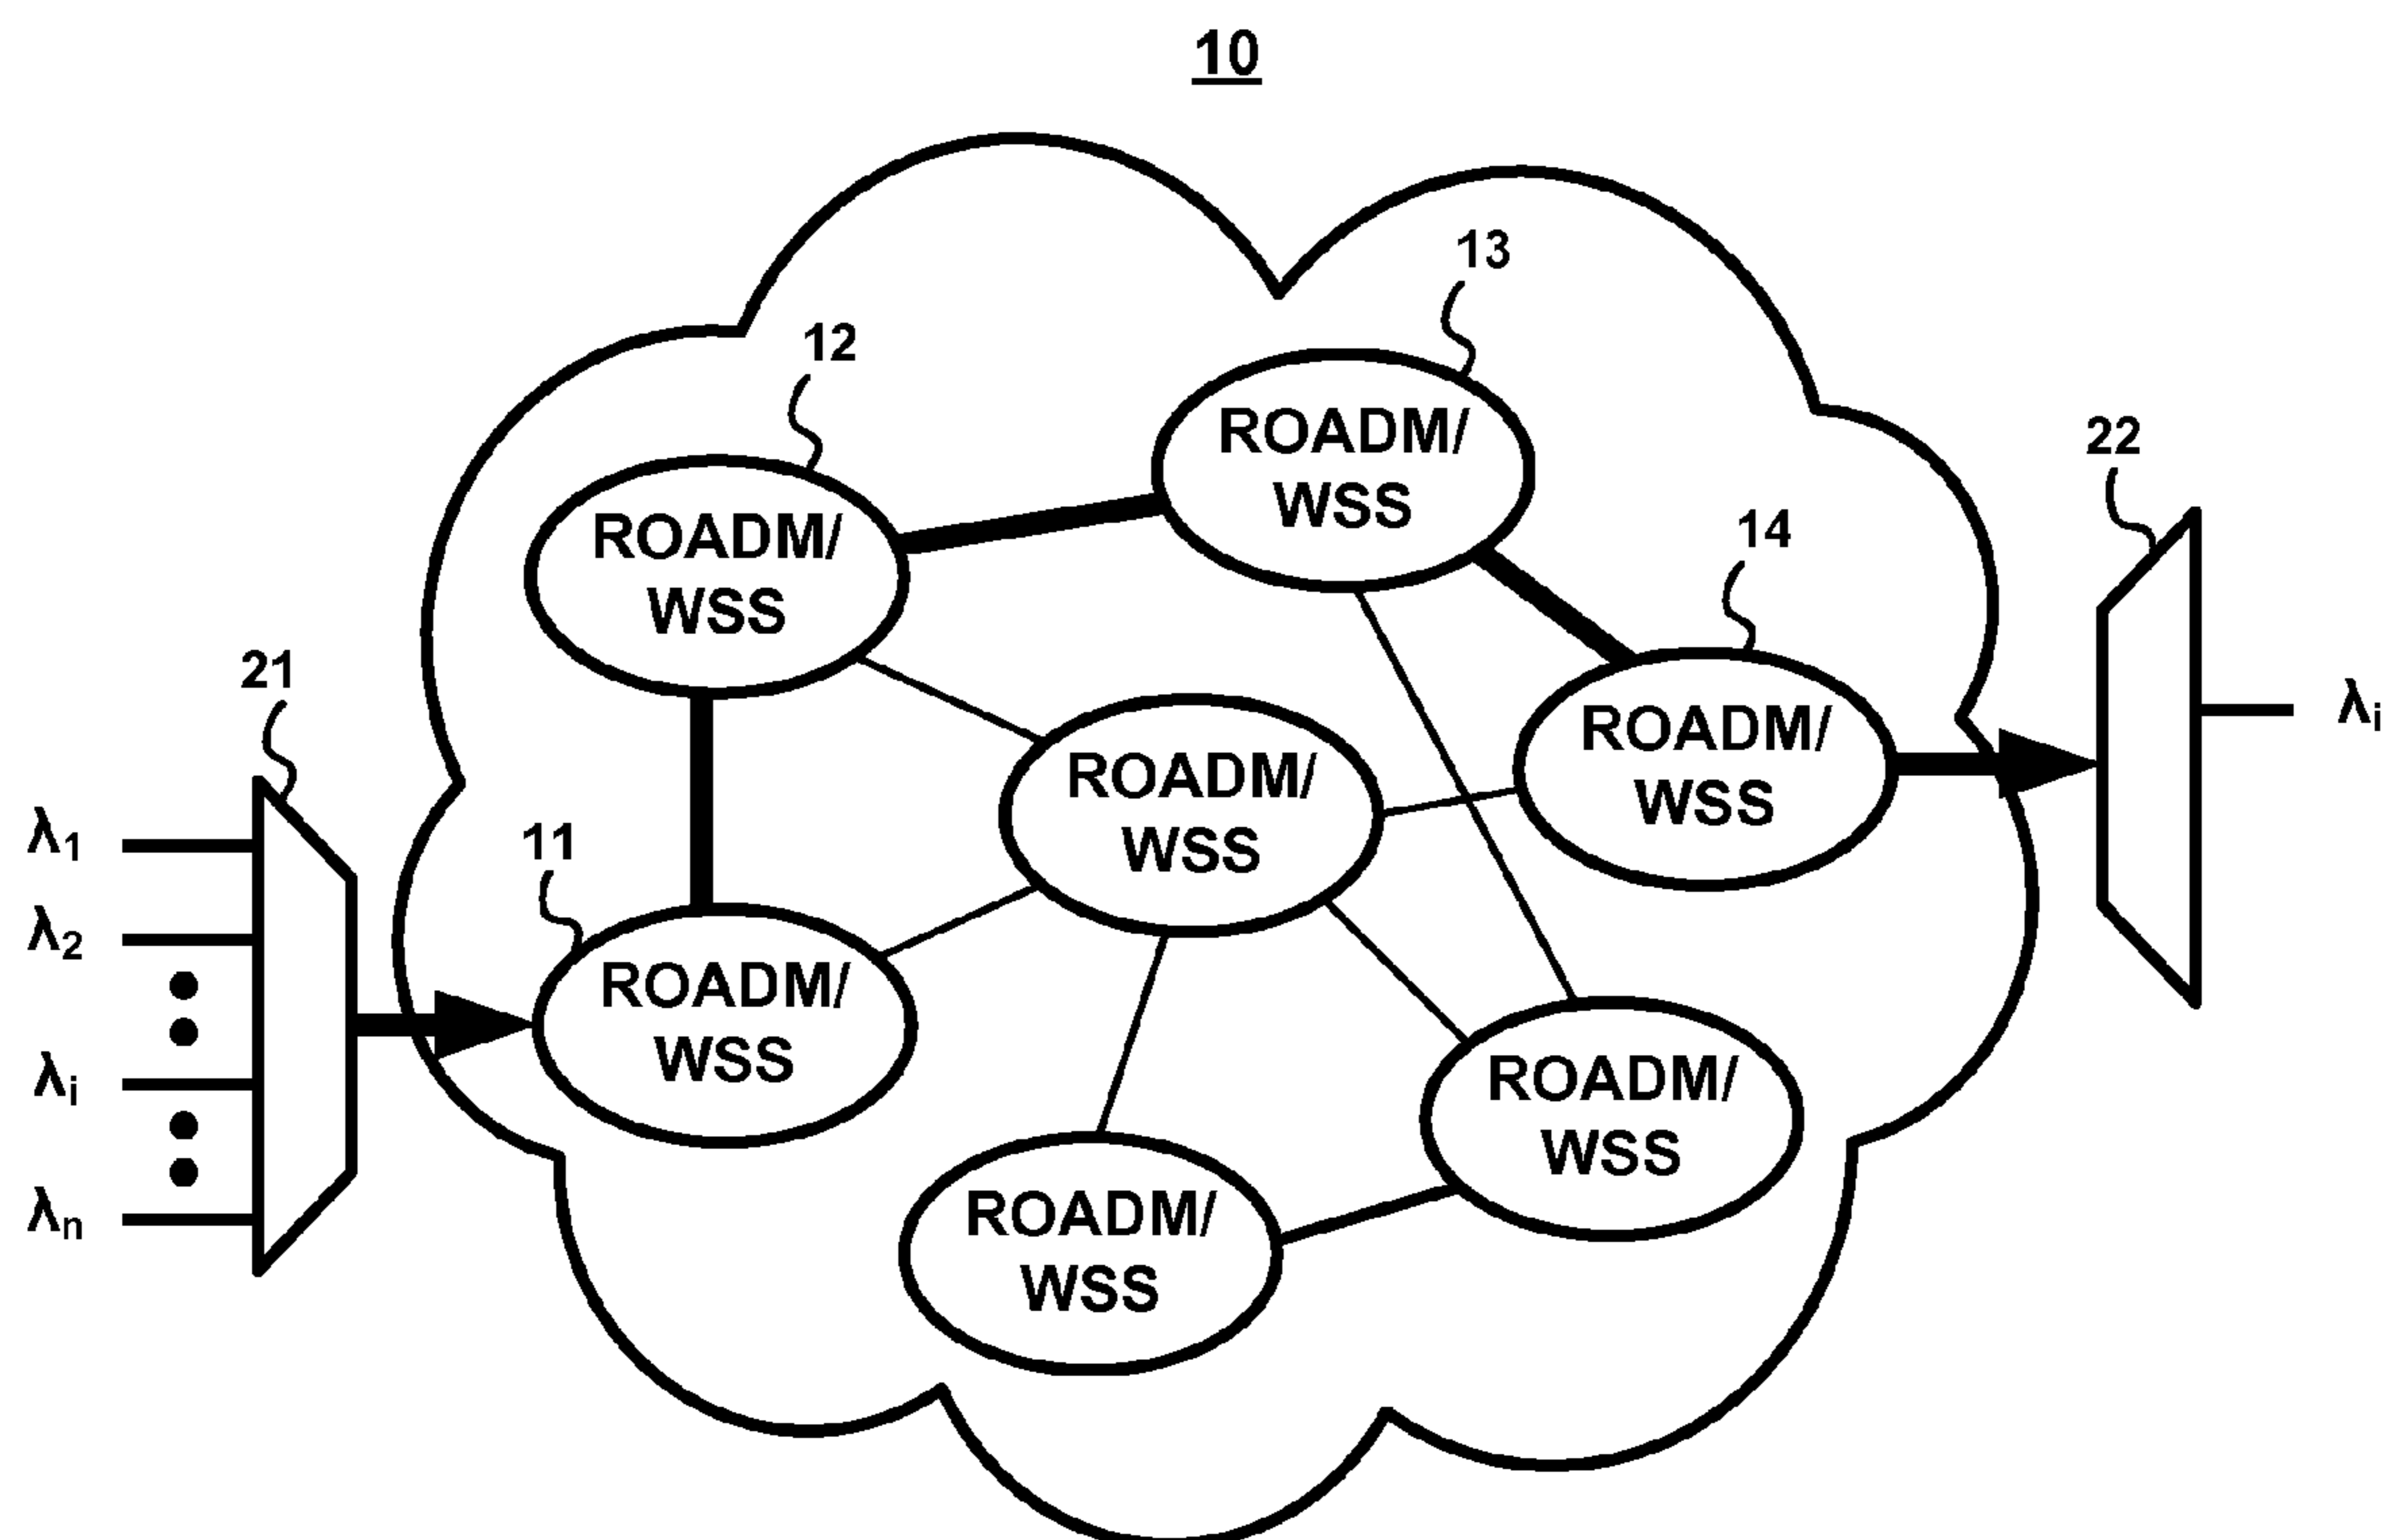 10
13
12
ROADM/
WSS
22
14
ROADM/
WSS
21
λi
ROADM/
WSS
ROADM/
WSS
λ1
11
λ2
ROADM/
WSS
λi
ROADM/
WSS
λn
ROADM/
WSS